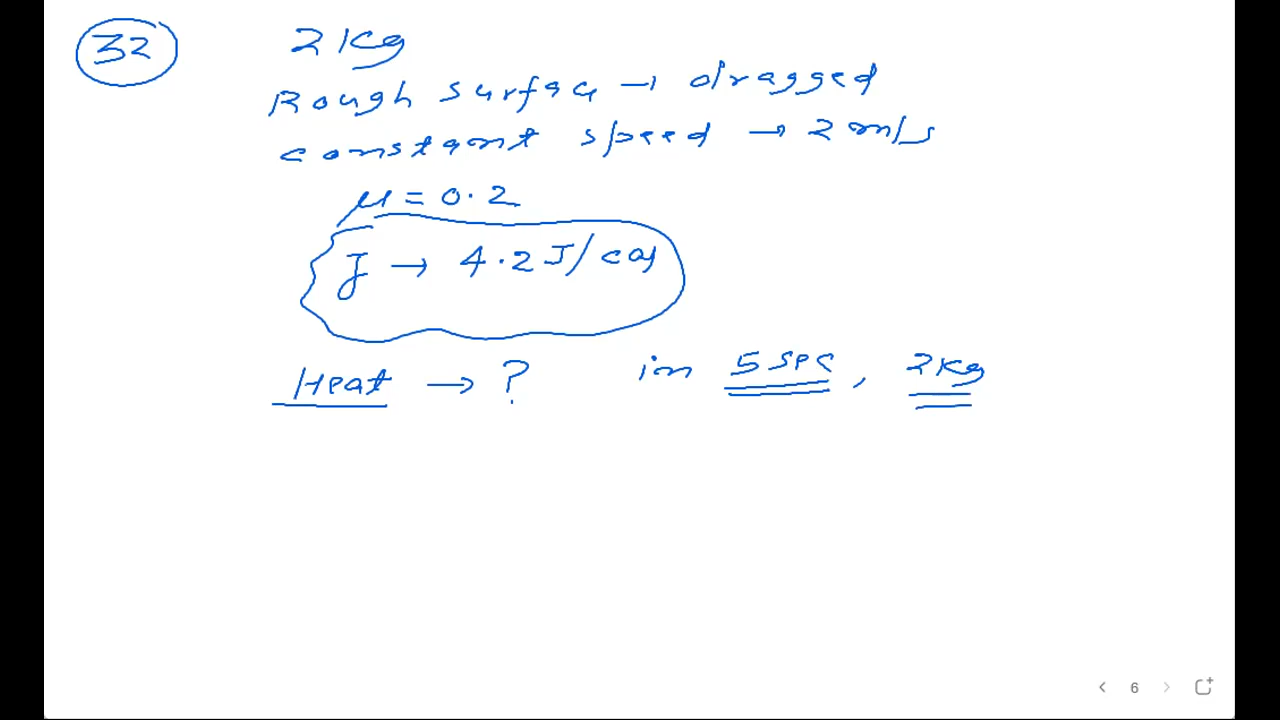 32
2 Kg
Rough surface → dragged
constant speed → 2 m/s
μ = 0.2
J → 4.2 J/cal
Heat → ? in 5 sec, 2 Kg
6